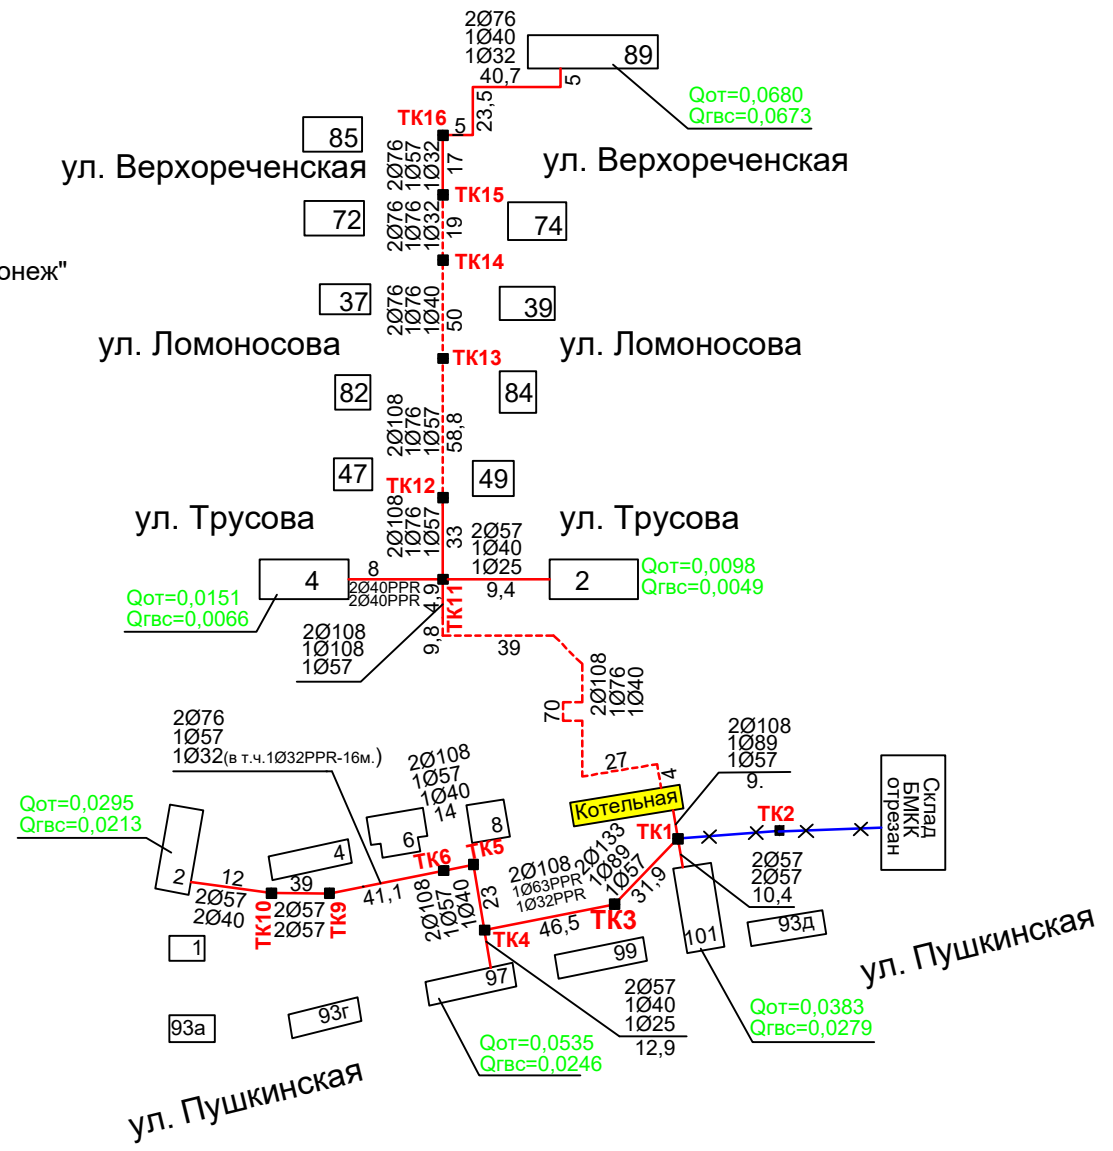 2Ø76
1Ø40
1Ø32
40,7
5
23,5
89
Qот=0,0680
Qгвс=0,0673
ТК16
5
85
ул. Верхореченская
ул. Верхореченская
2Ø76
1Ø57
1Ø32
17
ТК15
72
74
2Ø76
1Ø76
1Ø32
19
ТК14
онеж"
37
39
2Ø76
1Ø76
1Ø40
50
ул. Ломоносова
ул. Ломоносова
ТК13
82
84
2Ø108
1Ø76
1Ø57
58,8
47
49
ТК12
ул. Трусова
ул. Трусова
2Ø108
1Ø76
1Ø57
33
2Ø57
1Ø40
1Ø25
9,4
4
8
2Ø40PPR
2Ø40PPR
2
Qот=0,0098
Qгвс=0,0049
Qот=0,0151
Qгвс=0,0066
4,9
ТК11
9,8
2Ø108
1Ø108
1Ø57
39
2Ø108
1Ø76
1Ø40
70
27
4
2Ø76
1Ø57
1Ø32(в т.ч.1Ø32PPR-16м.)
2Ø108
1Ø57
1Ø40
14
2Ø108
1Ø89
1Ø57
9.
Котельная
ТК1
ТК2
Склад
БМКК
отрезан
Qот=0,0295
Qгвс=0,0213
2
12
2Ø57
2Ø40
ТК10
4
39
2Ø57
2Ø57
ТК9
41,1
6
8
ТК6
ТК5
2Ø108
1Ø57
1Ø40
23
2Ø108
1Ø63PPR
1Ø32PPR
46,5
2Ø133
1Ø89
1Ø57
31,9
ТК3
ТК4
2Ø57
2Ø57
10,4
101
93д
ул. Пушкинская
1
93а
93г
97
99
2Ø57
1Ø40
1Ø25
12,9
Qот=0,0383
Qгвс=0,0279
Qот=0,0535
Qгвс=0,0246
ул. Пушкинская